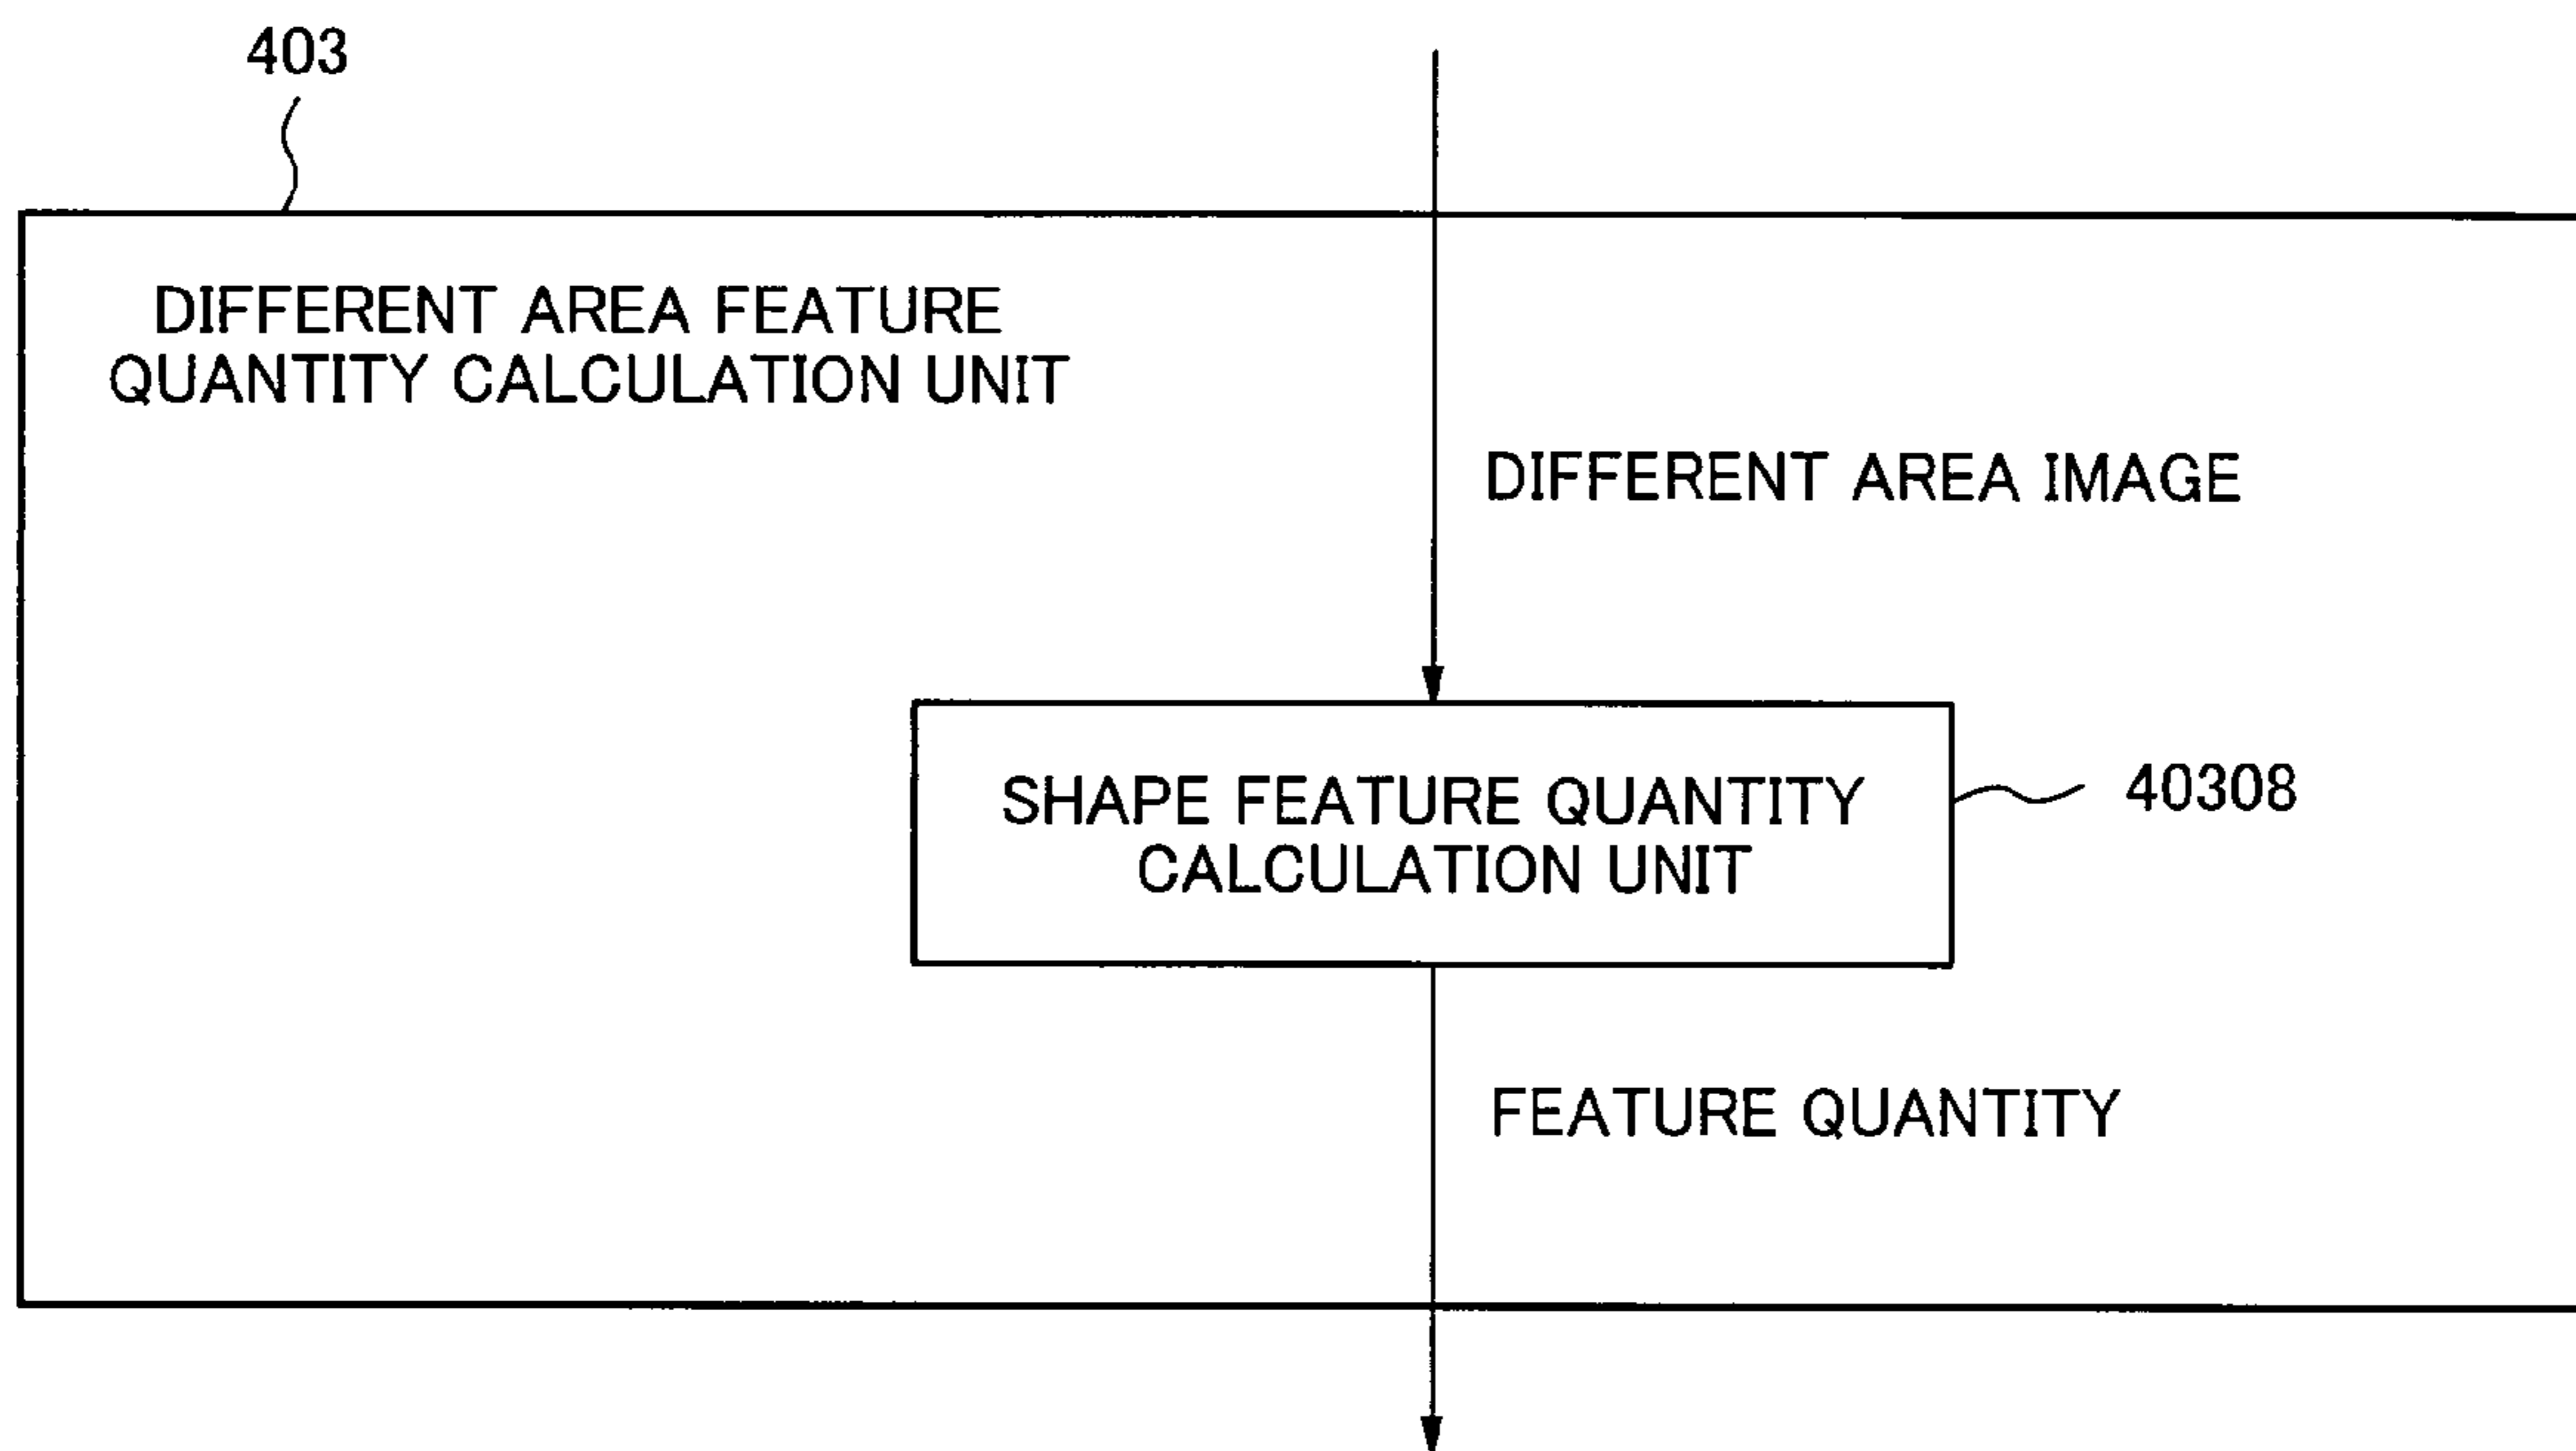 403
DIFFERENT AREA FEATURE
QUANTITY CALCULATION UNIT
DIFFERENT AREA IMAGE
SHAPE FEATURE QUANTITY
CALCULATION UNIT
40308
FEATURE QUANTITY